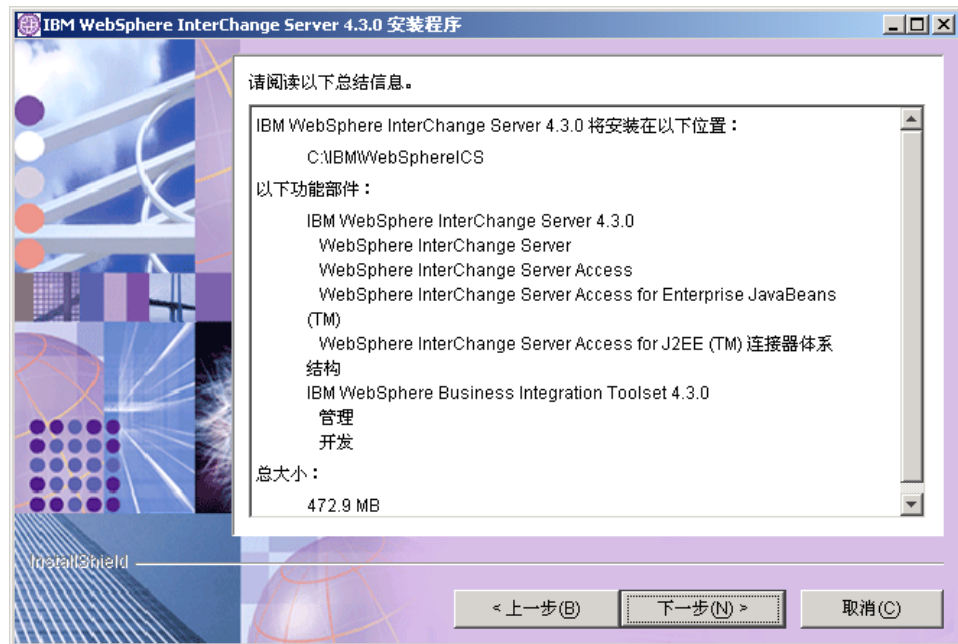 IBM WebSphere InterChange Server 4.3.0 安装程序
请阅读以下总结信息。
IBM WebSphere InterChange Server 4.3.0 将安装在以下位置：
C:\IBM\WebSphereICS
以下功能部件：
IBM WebSphere InterChange Server 4.3.0
WebSphere InterChange Server
WebSphere InterChange Server Access
WebSphere InterChange Server Access for Enterprise JavaBeans
(TM)
WebSphere InterChange Server Access for J2EE (TM) 连接器体系
结构
IBM WebSphere Business Integration Toolset 4.3.0
管理
开发
总大小：
472.9 MB
InstallShield
< 上一步(B)
下一步(N) >
取消(C)